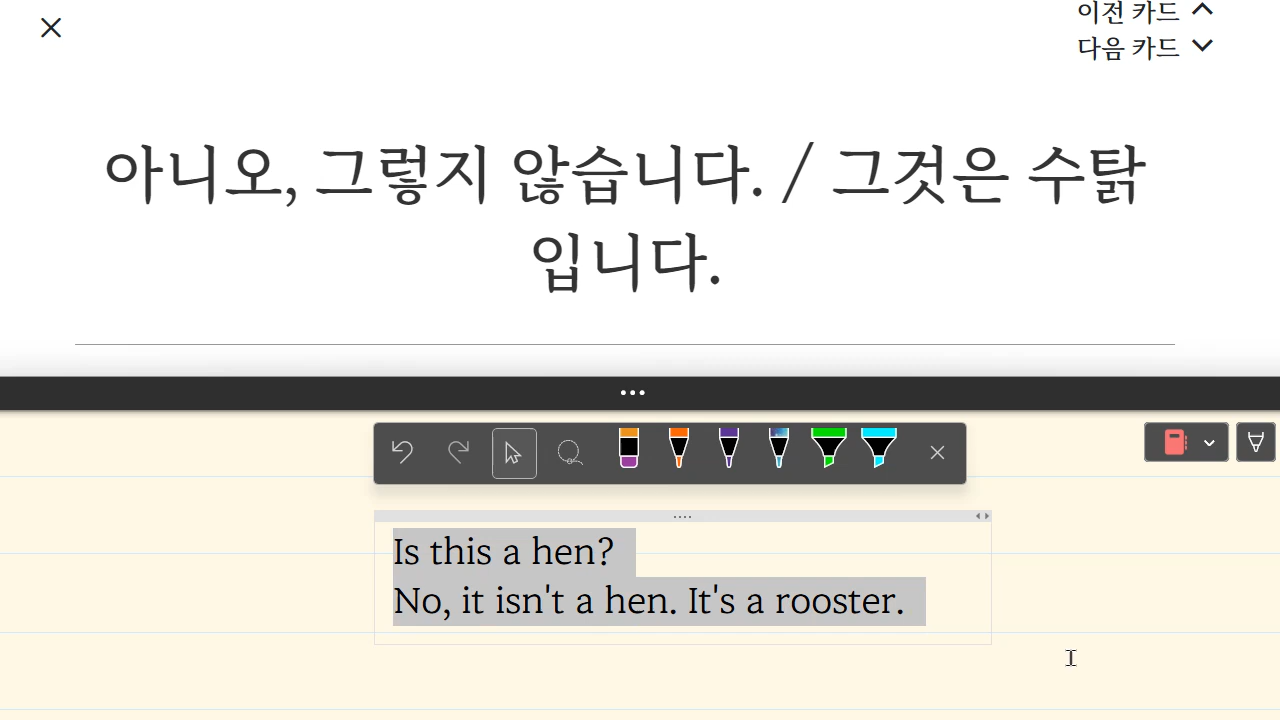 이전 카드
다음 카드
아니오, 그렇지 않습니다. / 그것은 수탉
입니다.
Is this a hen?
No, it isn't a hen. It's a rooster.